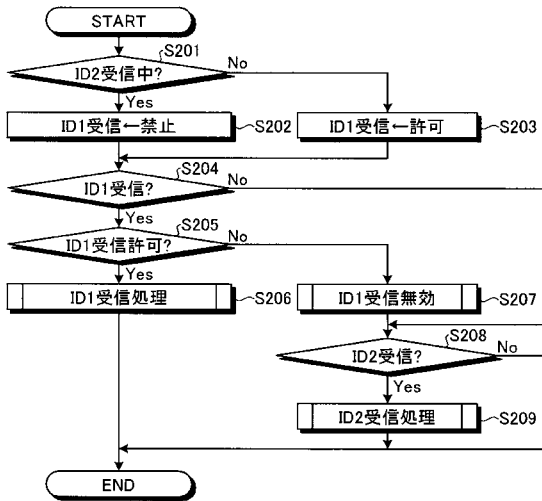 START
S201
ID2受信中?
No
Yes
ID1受信←禁止
S202
ID1受信←許可
S203
S204
ID1受信?
No
Yes
S205
ID1受信許可?
No
Yes
ID1受信処理
S206
ID1受信無効
S207
S208
ID2受信?
No
Yes
ID2受信処理
S209
END